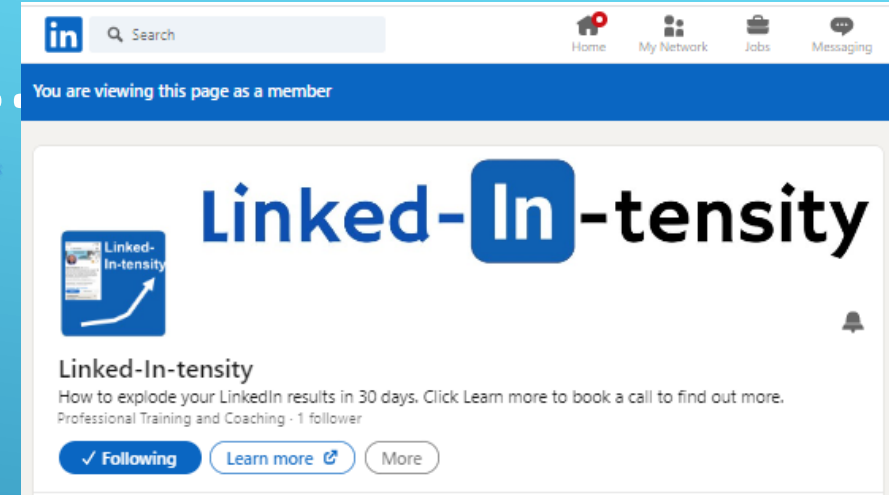 in Search
Home My Network Jobs Messaging
You are viewing this page as a member
Linked-In-tensity
Linked-
In-tensity
Linked-In-tensity
How to explode your LinkedIn results in 30 days. Click Learn more to book a call to find out more.
Professional Training and Coaching · 1 follower
✓ Following Learn more More